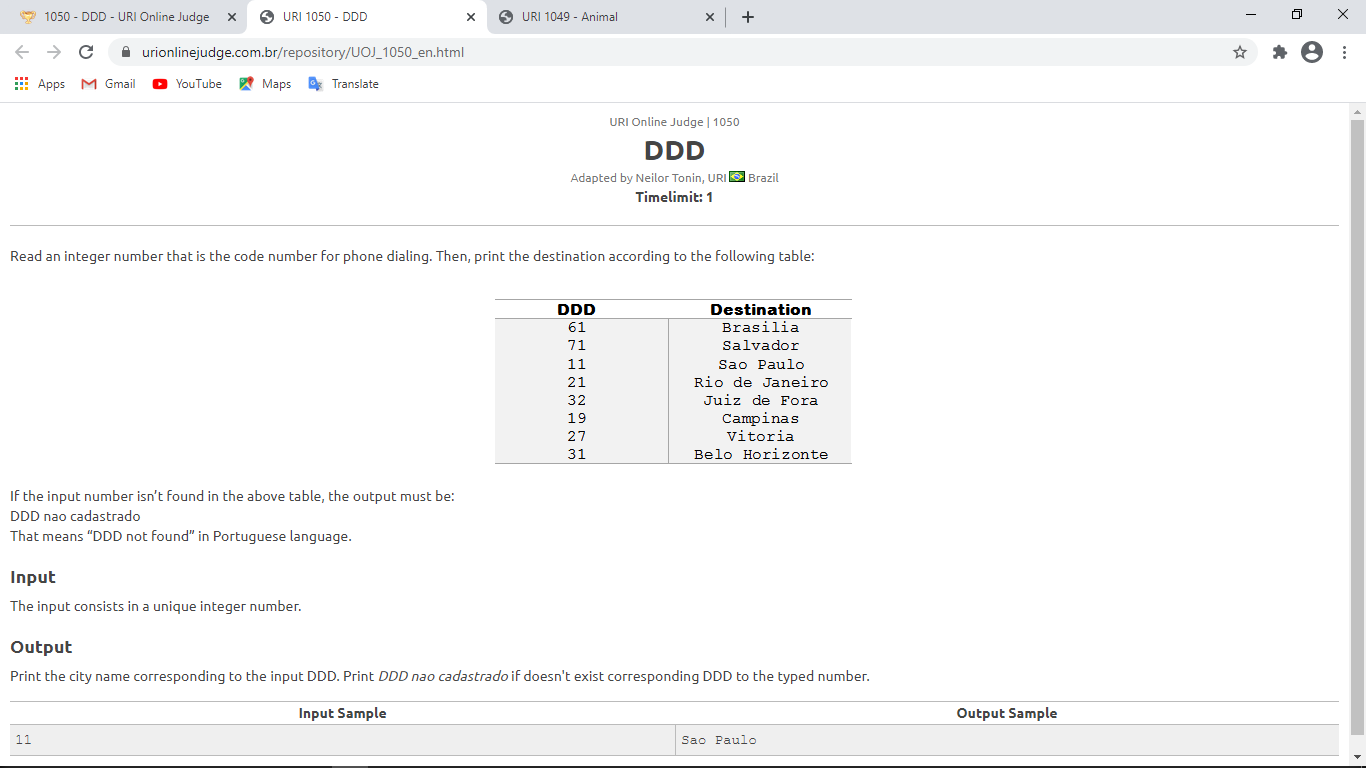 1050 - DDD - URI Online Judge
URI 1050 - DDD
URI 1049 - Animal
urionlinejudge.com.br/repository/UOJ_1050_en.html
Apps Gmail YouTube Maps Translate
URI Online Judge | 1050
DDD
Adapted by Neilor Tonin, URI Brazil
Timelimit: 1
Read an integer number that is the code number for phone dialing. Then, print the destination according to the following table:
DDD Destination
61 Brasilia
71 Salvador
11 Sao Paulo
21 Rio de Janeiro
32 Juiz de Fora
19 Campinas
27 Vitoria
31 Belo Horizonte
If the input number isn’t found in the above table, the output must be:
DDD nao cadastrado
That means “DDD not found” in Portuguese language.
Input
The input consists in a unique integer number.
Output
Print the city name corresponding to the input DDD. Print DDD nao cadastrado if doesn't exist corresponding DDD to the typed number.
Input Sample Output Sample
11 Sao Paulo